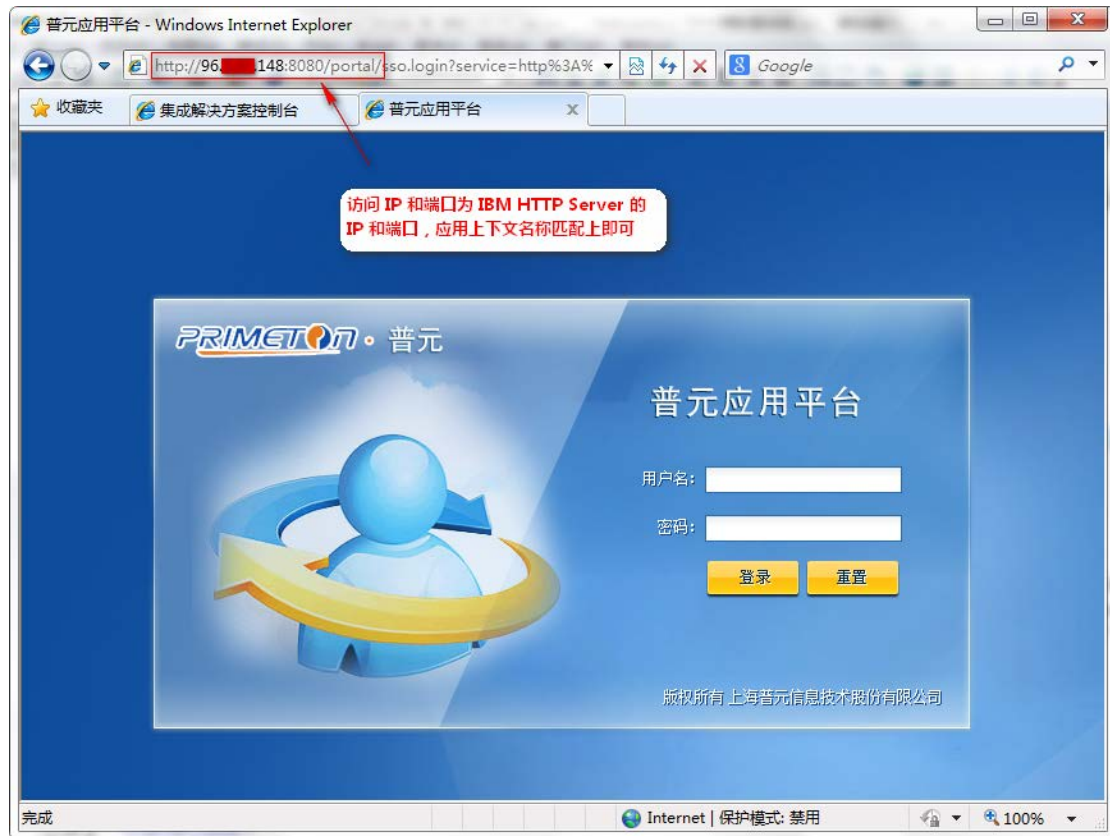 普元应用平台 - Windows Internet Explorer
http://96. .148:8080/portal/sso.login?service=http%3A%
Google
收藏夹
集成解决方案控制台
普元应用平台
访问 IP 和端口为 IBM HTTP Server 的
IP 和端口，应用上下文名称匹配上即可
PRIMETON · 普元
普元应用平台
用户名:
密码:
登录
重置
版权所有 上海普元信息技术股份有限公司
完成
Internet | 保护模式: 禁用
100%